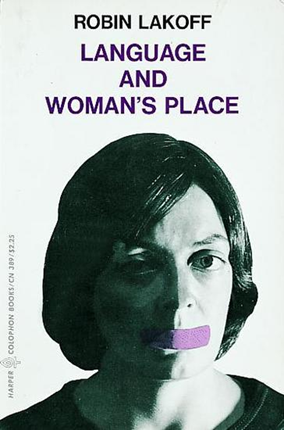 ROBIN LAKOFF
LANGUAGE
AND
WOMAN'S PLACE
HARPER COLOPHON BOOKS/CN 389/$2.25